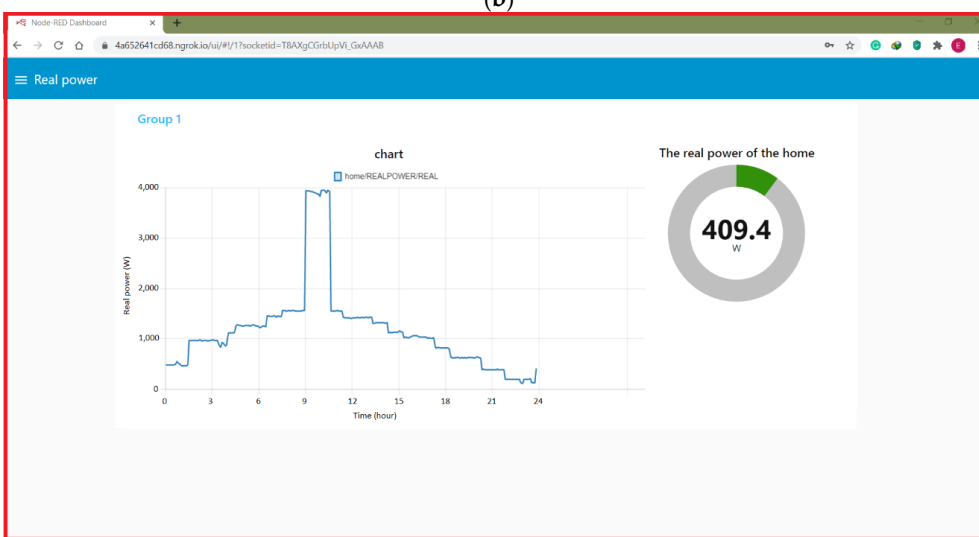 (b)
Node-RED Dashboard
4a652641cd68.ngrok.io/ui/#!/1?socketid=T8AXgCGrbUpVi_GxAAAB
Real power
Group 1
chart
The real power of the home
home/REALPOWER/REAL
4,000
3,000
2,000
1,000
0
Real power (W)
0 3 6 9 12 15 18 21 24
Time (hour)
409.4
W
E